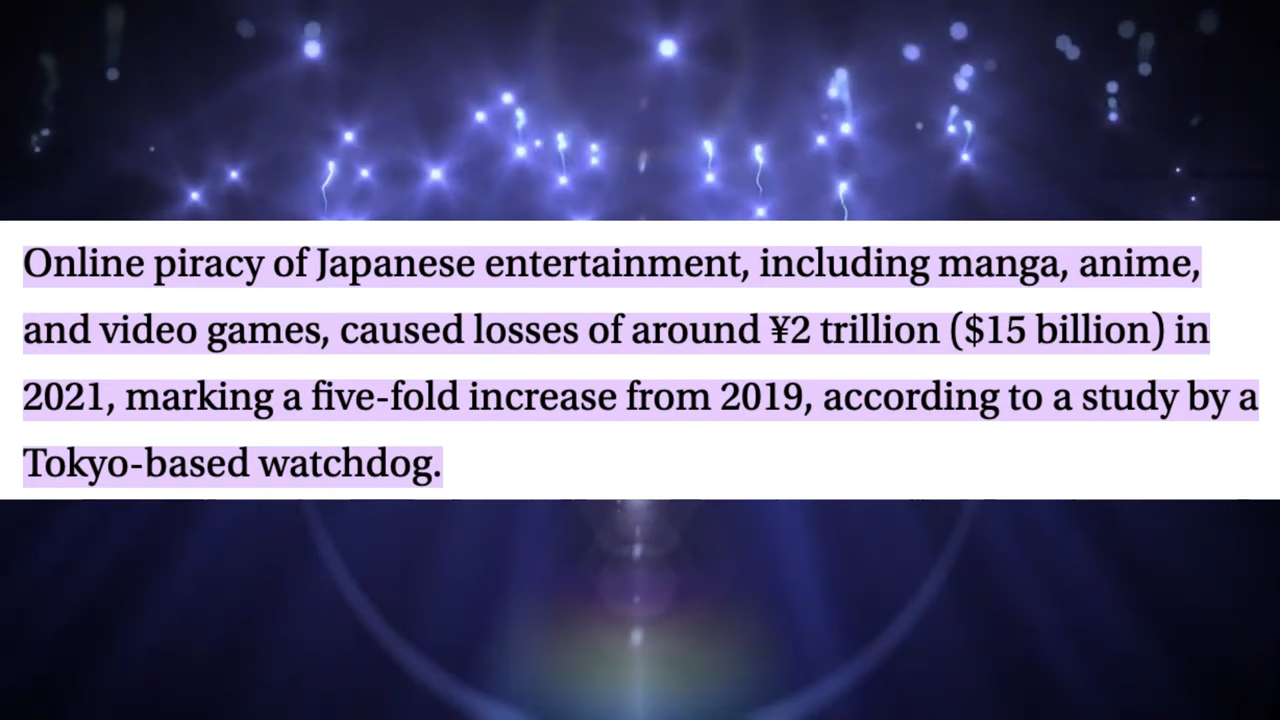 Online piracy of Japanese entertainment, including manga, anime,
and video games, caused losses of around ¥2 trillion ($15 billion) in
2021, marking a five-fold increase from 2019, according to a study by a
Tokyo-based watchdog.